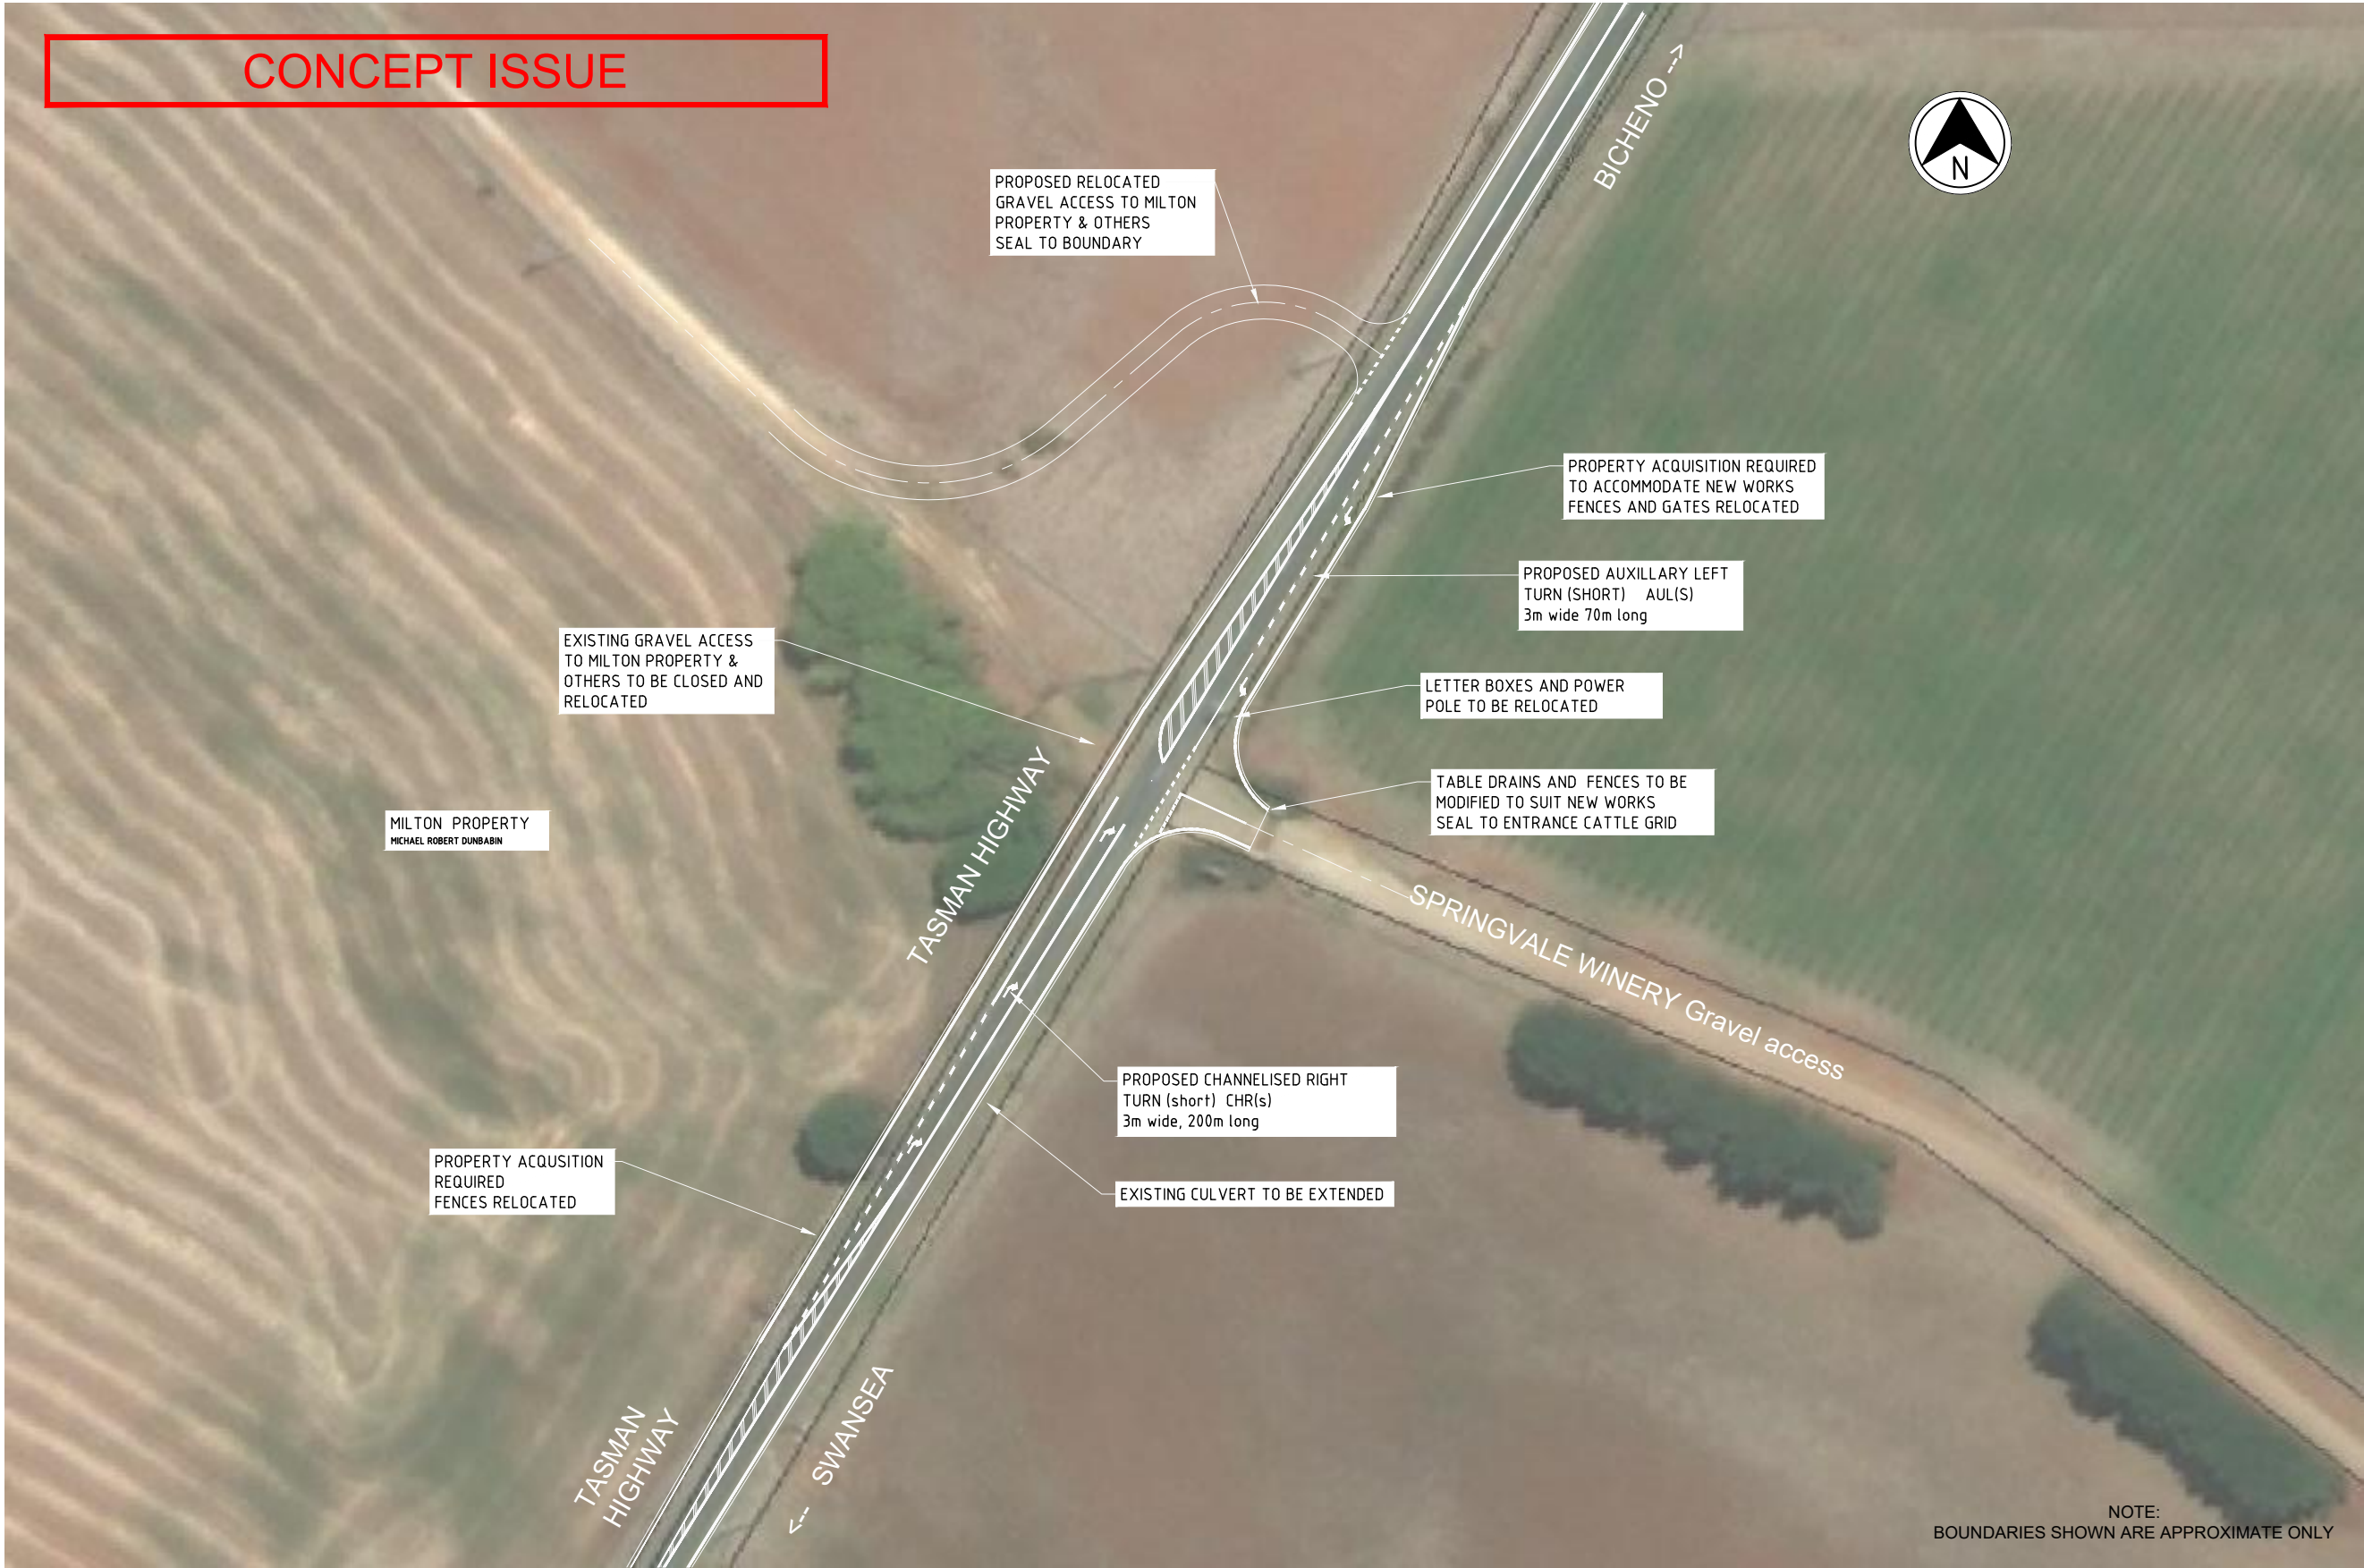 CONCEPT ISSUE
BICHENO -->
N
PROPOSED RELOCATED
GRAVEL ACCESS TO MILTON
PROPERTY & OTHERS
SEAL TO BOUNDARY
PROPERTY ACQUISITION REQUIRED
TO ACCOMMODATE NEW WORKS
FENCES AND GATES RELOCATED
PROPOSED AUXILLARY LEFT
TURN (SHORT) AUL(S)
3m wide 70m long
EXISTING GRAVEL ACCESS
TO MILTON PROPERTY &
OTHERS TO BE CLOSED AND
RELOCATED
LETTER BOXES AND POWER
POLE TO BE RELOCATED
TABLE DRAINS AND FENCES TO BE
MODIFIED TO SUIT NEW WORKS
SEAL TO ENTRANCE CATTLE GRID
MILTON PROPERTY
MICHAEL ROBERT DUNBABIN
TASMAN HIGHWAY
SPRINGVALE WINERY Gravel access
PROPOSED CHANNELISED RIGHT
TURN (short) CHR(s)
3m wide, 200m long
PROPERTY ACQUSITION
REQUIRED
FENCES RELOCATED
EXISTING CULVERT TO BE EXTENDED
TASMAN
HIGHWAY
<-- SWANSEA
NOTE:
BOUNDARIES SHOWN ARE APPROXIMATE ONLY